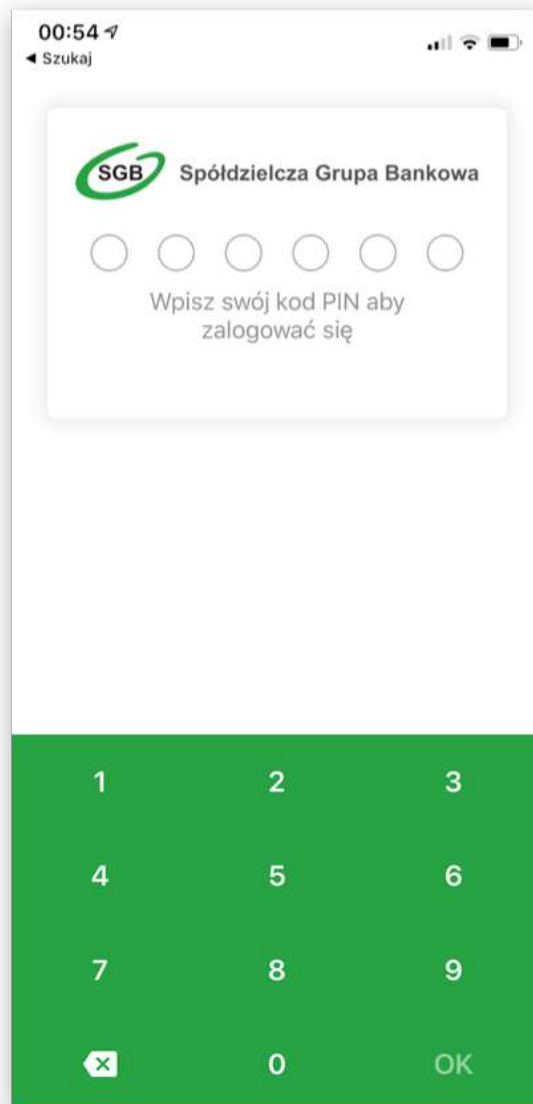 00:54
◀ Szukaj
SGB Spółdzielcza Grupa Bankowa
Wpisz swój kod PIN aby
zalogować się
1 2 3
4 5 6
7 8 9
0 OK